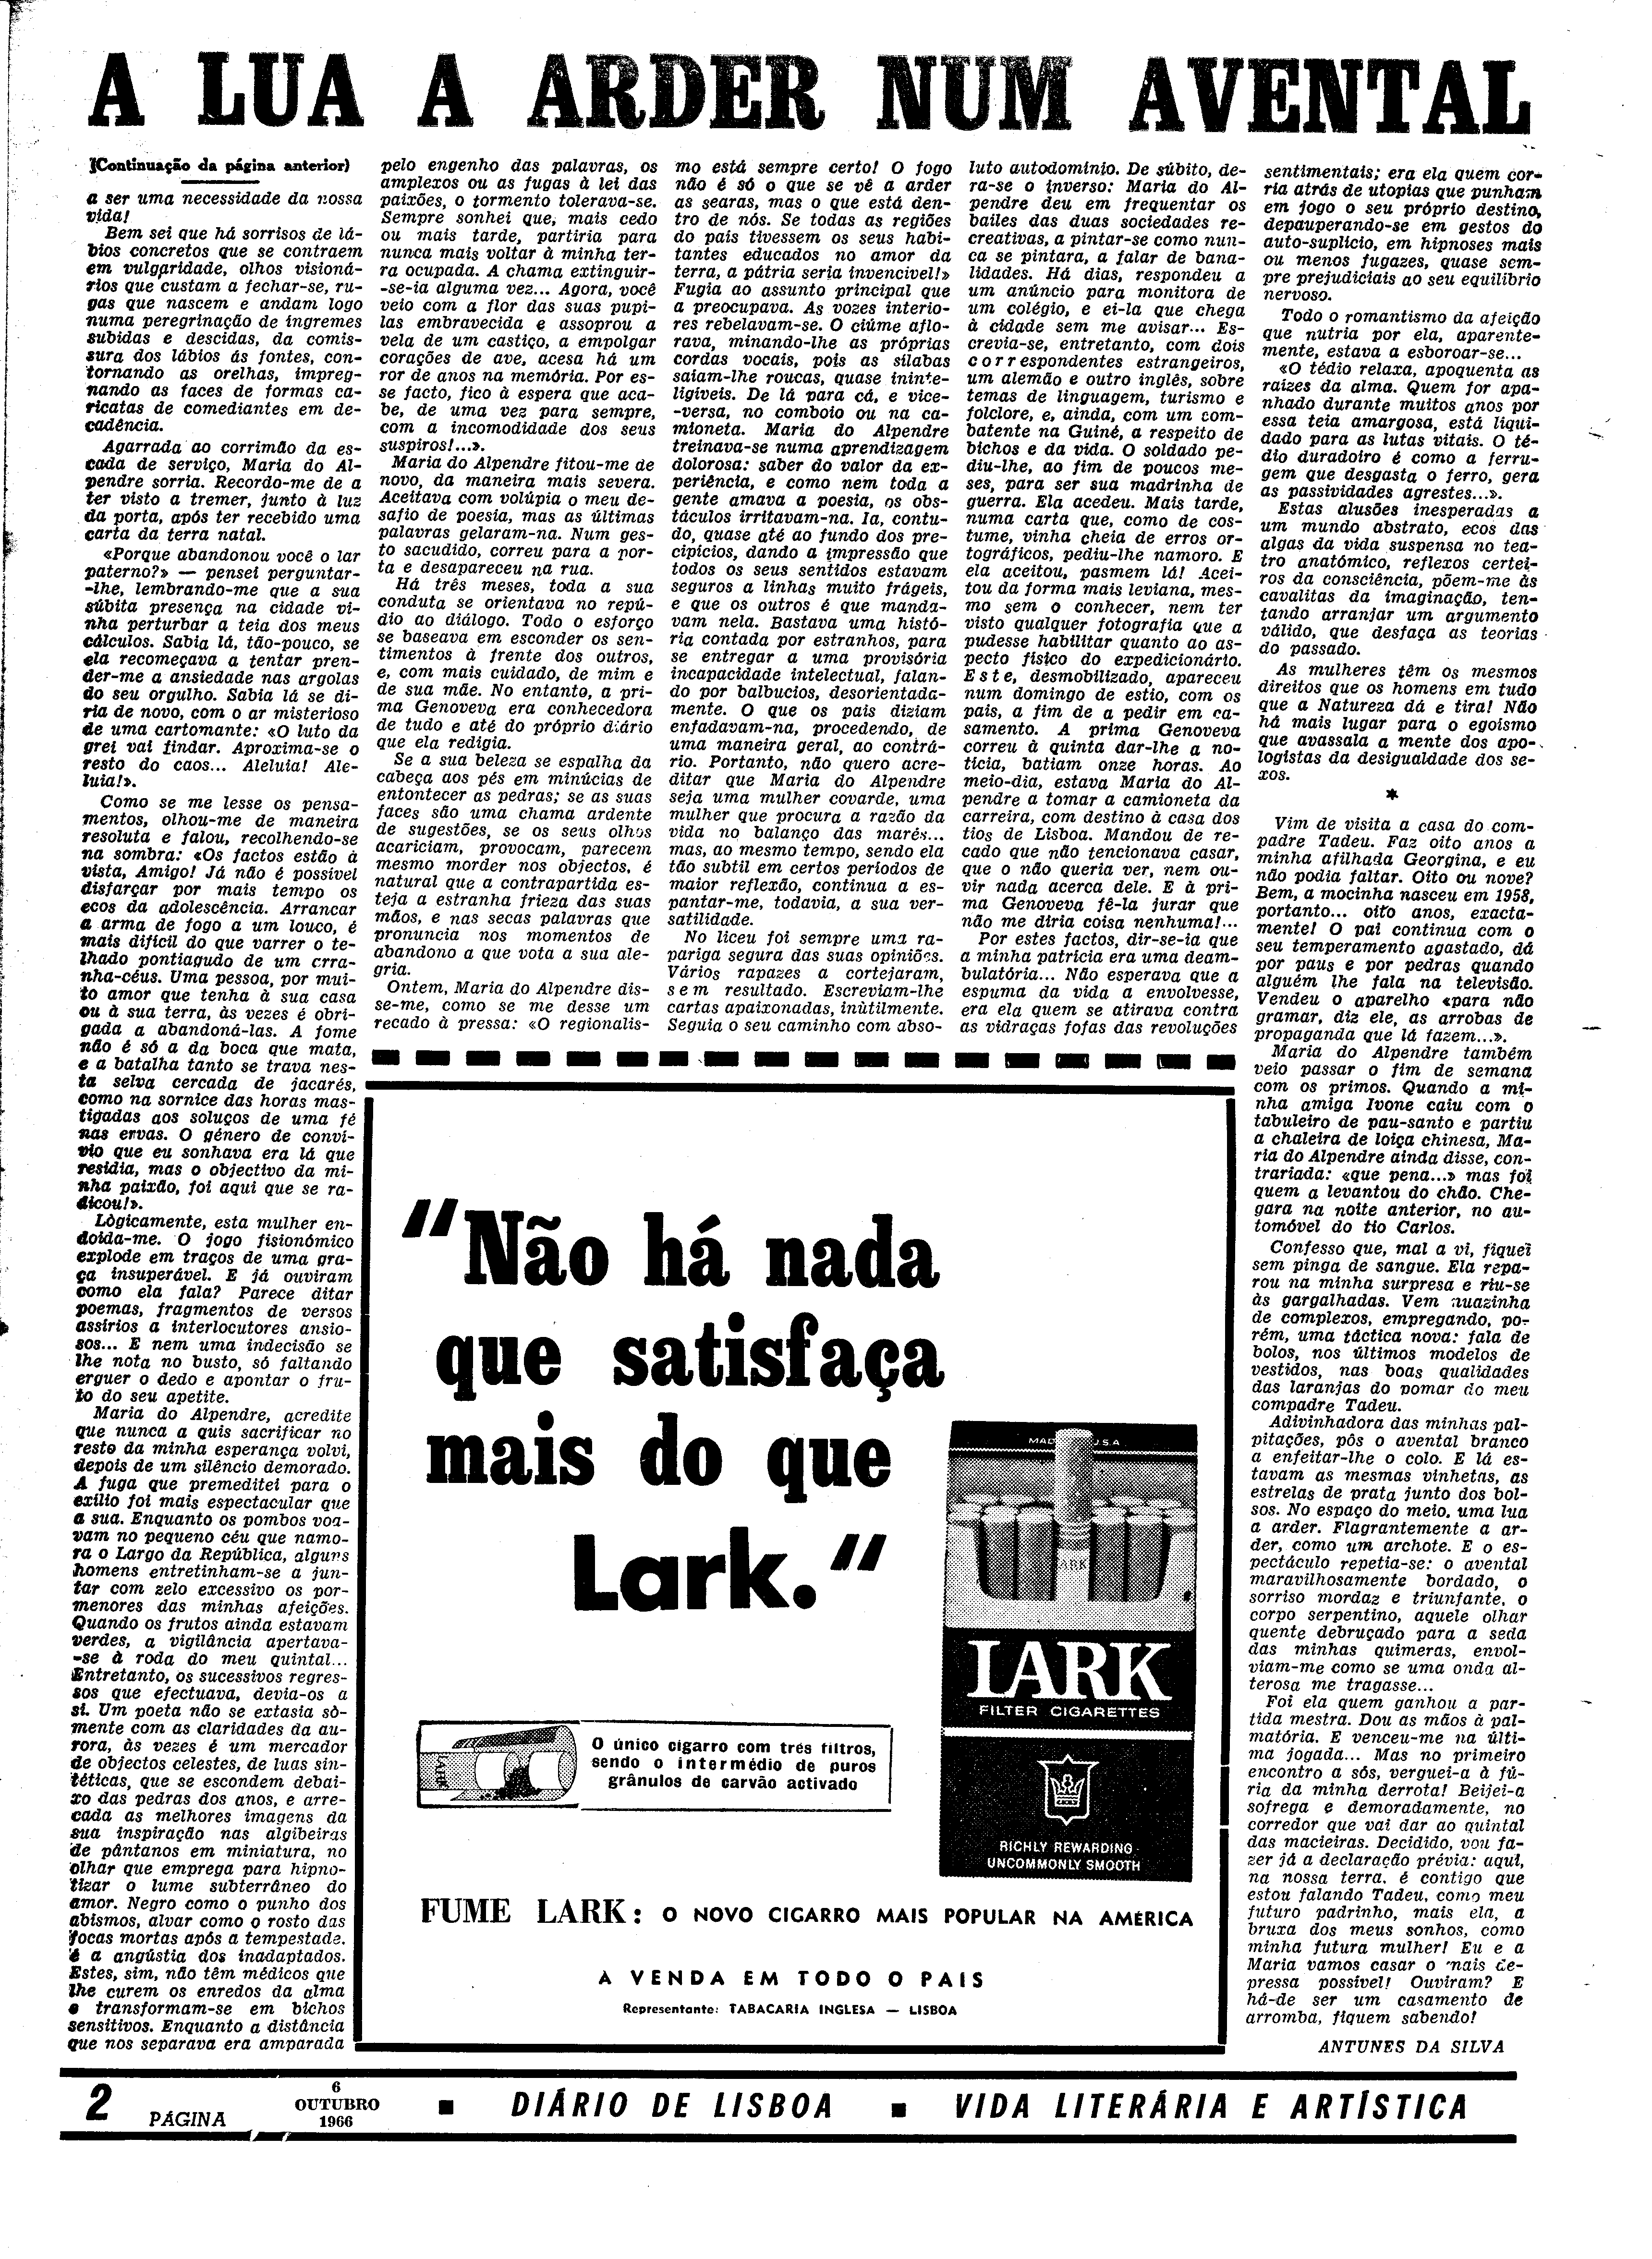 A LUA A ARDER NUM AVENTAL
(Continuação da página anterior)
a ser uma necessidade da nossa
vida!
Bem sei que há sorrisos de lá-
bios concretos que se contraem
em vulgaridade, olhos visioná-
rios que custam a fechar-se, ru-
gas que nascem e andam logo
numa peregrinação de íngremes
subidas e descidas, da comis-
sura dos lábios às fontes, con-
tornando as orelhas, impreg-
nando as faces de formas ca-
ricatas de comediantes em de-
cadência.
Agarrada ao corrimão da es-
cada de serviço, Maria do Al-
pendre sorria. Recordo-me de a
ter visto a tremer, junto à luz
da porta, após ter recebido uma
carta da terra natal.
«Porque abandonou você o lar
paterno?» — pensei perguntar-
-lhe, lembrando-me que a sua
súbita presença na cidade vi-
nha perturbar a teia dos meus
cálculos. Sabia lá, tão-pouco, se
ela recomeçava a tentar pren-
der-me a ansiedade nas argolas
do seu orgulho. Sabia lá se di-
ria de novo, com o ar misterioso
de uma cartomante: «O luto da
grei vai findar. Aproxima-se o
resto do caos... Aleluia! Ale-
luia!».
Como se me lesse os pensa-
mentos, olhou-me de maneira
resoluta e falou, recolhendo-se
na sombra: «Os factos estão à
vista, Amigo! Já não é possível
disfarçar por mais tempo os
ecos da adolescência. Arrancar
a arma de fogo a um louco, é
mais difícil do que varrer o te-
lhado pontiagudo de um arra-
nha-céus. Uma pessoa, por mui-
to amor que tenha à sua casa
ou à sua terra, às vezes é obri-
gada a abandoná-las. A fome
não é só a da boca que mata,
e a batalha tanto se trava nes-
ta selva cercada de jacarés,
como na sornice das horas mas-
tigadas aos soluços de uma fé
nas ervas. O género de conví-
vio que eu sonhava era lá que
residia, mas o objectivo da mi-
nha paixão, foi aqui que se ra-
dicou!».
Lògicamente, esta mulher en-
doida-me. O jogo fisionómico
explode em traços de uma gra-
ça insuperável. E já ouviram
como ela fala? Parece ditar
poemas, fragmentos de versos
assírios a interlocutores ansio-
sos... E nem uma indecisão se
lhe nota no busto, só faltando
erguer o dedo e apontar o fru-
to do seu apetite.
Maria do Alpendre, acredite
que nunca a quis sacrificar no
resto da minha esperança volvi,
depois de um silêncio demorado.
A fuga que premeditei para o
exílio foi mais espectacular que
a sua. Enquanto os pombos voa-
vam no pequeno céu que namo-
ra o Largo da República, alguns
homens entretinham-se a jun-
tar com zelo excessivo os por-
menores das minhas afeições.
Quando os frutos ainda estavam
verdes, a vigilância apertava-
-se à roda do meu quintal...
Entretanto, os sucessivos regres-
sos que efectuava, devia-os a
si. Um poeta não se extasia sò-
mente com as claridades da au-
rora, às vezes é um mercador
de objectos celestes, de luas sin-
téticas, que se escondem debai-
xo das pedras dos anos, e arre-
cada as melhores imagens da
sua inspiração nas algibeiras
de pântanos em miniatura, no
olhar que emprega para hipno-
tizar o lume subterrâneo do
amor. Negro como o punho dos
abismos, alvar como o rosto das
focas mortas após a tempestade,
é a angústia dos inadaptados.
Estes, sim, não têm médicos que
lhe curem os enredos da alma
e transformam-se em bichos
sensitivos. Enquanto a distância
que nos separava era amparada
pelo engenho das palavras, os
amplexos ou as fugas à lei das
paixões, o tormento tolerava-se.
Sempre sonhei que, mais cedo
ou mais tarde, partiria para
nunca mais voltar à minha ter-
ra ocupada. A chama extinguir-
-se-ia alguma vez... Agora, você
veio com a flor das suas pupi-
las embravecida e assoprou a
vela de um castiço, a empolgar
corações de ave, acesa há um
ror de anos na memória. Por es-
se facto, fico à espera que aca-
be, de uma vez para sempre,
com a incomodidade dos seus
suspiros!...».
Maria do Alpendre fitou-me de
novo, da maneira mais severa.
Aceitava com volúpia o meu de-
safio de poesia, mas as últimas
palavras gelaram-na. Num ges-
to sacudido, correu para a por-
ta e desapareceu na rua.
Há três meses, toda a sua
conduta se orientava no repú-
dio ao diálogo. Todo o esforço
se baseava em esconder os sen-
timentos à frente dos outros,
e, com mais cuidado, de mim e
de sua mãe. No entanto, a pri-
ma Genoveva era conhecedora
de tudo e até do próprio diário
que ela redigia.
Se a sua beleza se espalha da
cabeça aos pés em minúcias de
entontecer as pedras; se as suas
faces são uma chama ardente
de sugestões, se os seus olhos
acariciam, provocam, parecem
mesmo morder nos objectos, é
natural que a contrapartida es-
teja a estranha frieza das suas
mãos, e nas secas palavras que
pronuncia nos momentos de
abandono a que vota a sua ale-
gria.
Ontem, Maria do Alpendre dis-
se-me, como se me desse um
recado à pressa: «O regionalis-
mo está sempre certo! O fogo
não é só o que se vê a arder
as searas, mas o que está den-
tro de nós. Se todas as regiões
do país tivessem os seus habi-
tantes educados no amor da
terra, a pátria seria invencível!»
Fugia ao assunto principal que
a preocupava. As vozes interio-
res rebelavam-se. O ciúme aflo-
rava, minando-lhe as próprias
cordas vocais, pois as sílabas
saíam-lhe roucas, quase ininte-
ligíveis. De lá para cá, e vice-
-versa, no comboio ou na ca-
mioneta. Maria do Alpendre
treinava-se numa aprendizagem
dolorosa: saber do valor da ex-
periência, e como nem toda a
gente amava a poesia, os obs-
táculos irritavam-na. Ia, contu-
do, quase até ao fundo dos pre-
cipícios, dando a impressão que
todos os seus sentidos estavam
seguros a linhas muito frágeis,
e que os outros é que manda-
vam nela. Bastava uma histó-
ria contada por estranhos, para
se entregar a uma provisória
incapacidade intelectual, falan-
do por balbucios, desorientada-
mente. O que os pais diziam
enfadavam-na, procedendo, de
uma maneira geral, ao contrá-
rio. Portanto, não quero acre-
ditar que Maria do Alpendre
seja uma mulher covarde, uma
mulher que procura a razão da
vida no balanço das marés...
mas, ao mesmo tempo, sendo ela
tão subtil em certos períodos de
maior reflexão, continua a es-
pantar-me, todavia, a sua ver-
satilidade.
No liceu foi sempre uma ra-
pariga segura das suas opiniões.
Vários rapazes a cortejaram,
sem resultado. Escreviam-lhe
cartas apaixonadas, inùtilmente.
Seguia o seu caminho com abso-
luto autodomínio. De súbito, de-
ra-se o inverso: Maria do Al-
pendre deu em frequentar os
bailes das duas sociedades re-
creativas, a pintar-se como nun-
ca se pintara, a falar de bana-
lidades. Há dias, respondeu a
um anúncio para monitora de
um colégio, e ei-la que chega
à cidade sem me avisar... Es-
crevia-se, entretanto, com dois
correspondentes estrangeiros,
um alemão e outro inglês, sobre
temas de linguagem, turismo e
folclore, e, ainda, com um com-
batente na Guiné, a respeito de
bichos e da vida. O soldado pe-
diu-lhe, ao fim de poucos me-
ses, para ser sua madrinha de
guerra. Ela acedeu. Mais tarde,
numa carta que, como de cos-
tume, vinha cheia de erros or-
tográficos, pediu-lhe namoro. E
ela aceitou, pasmem lá! Acei-
tou da forma mais leviana, mes-
mo sem o conhecer, nem ter
visto qualquer fotografia que a
pudesse habilitar quanto ao as-
pecto físico do expedicionário.
Este, desmobilizado, apareceu
num domingo de estio, com os
pais, a fim de a pedir em ca-
samento. A prima Genoveva
correu à quinta dar-lhe a no-
tícia, batiam onze horas. Ao
meio-dia, estava Maria do Al-
pendre a tomar a camioneta da
carreira, com destino à casa dos
tios de Lisboa. Mandou de re-
cado que não tencionava casar,
que o não queria ver, nem ou-
vir nada acerca dele. E à pri-
ma Genoveva fê-la jurar que
não me diria coisa nenhuma!...
Por estes factos, dir-se-ia que
a minha patrícia era uma deam-
bulatória... Não esperava que a
espuma da vida a envolvesse,
era ela quem se atirava contra
as vidraças fofas das revoluções
sentimentais; era ela quem cor-
ria atrás de utopias que punham
em jogo o seu próprio destino,
depauperando-se em gestos do
auto-suplício, em hipnoses mais
ou menos fugazes, quase sem-
pre prejudiciais ao seu equilíbrio
nervoso.
Todo o romantismo da afeição
que nutria por ela, aparente-
mente, estava a esboroar-se...
«O tédio relaxa, apoquenta as
raízes da alma. Quem for apa-
nhado durante muitos anos por
essa teia amargosa, está liqui-
dado para as lutas vitais. O té-
dio duradoiro é como a ferru-
gem que desgasta o ferro, gera
as passividades agrestes...».
Estas alusões inesperadas a
um mundo abstrato, ecos das
algas da vida suspensa no tea-
tro anatómico, reflexos certei-
ros da consciência, põem-me às
cavalitas da imaginação, ten-
tando arranjar um argumento
válido, que desfaça as teorias
do passado.
As mulheres têm os mesmos
direitos que os homens em tudo
que a Natureza dá e tira! Não
há mais lugar para o egoísmo
que avassala a mente dos apo-
logistas da desigualdade dos se-
xos.
*
Vim de visita a casa do com-
padre Tadeu. Faz oito anos a
minha afilhada Georgina, e eu
não podia faltar. Oito ou nove?
Bem, a mocinha nasceu em 1958,
portanto... oito anos, exacta-
mente! O pai continua com o
seu temperamento agastado, dá
por paus e por pedras quando
alguém lhe fala na televisão.
Vendeu o aparelho «para não
gramar, diz ele, as arrobas de
propaganda que lá fazem...».
Maria do Alpendre também
veio passar o fim de semana
com os primos. Quando a mi-
nha amiga Ivone caiu com o
tabuleiro de pau-santo e partiu
a chaleira de loiça chinesa, Ma-
ria do Alpendre ainda disse, con-
trariada: «que pena...» mas foi
quem a levantou do chão. Che-
gara na noite anterior, no au-
tomóvel do tio Carlos.
Confesso que, mal a vi, fiquei
sem pinga de sangue. Ela repa-
rou na minha surpresa e riu-se
às gargalhadas. Vem nuazinha
de complexos, empregando, po-
rém, uma táctica nova: fala de
bolos, nos últimos modelos de
vestidos, nas boas qualidades
das laranjas do pomar do meu
compadre Tadeu.
Adivinhadora das minhas pal-
pitações, pôs o avental branco
a enfeitar-lhe o colo. E lá es-
tavam as mesmas vinhetas, as
estrelas de prata junto dos bol-
sos. No espaço do meio, uma lua
a arder. Flagrantemente a ar-
der, como um archote. E o es-
pectáculo repetia-se: o avental
maravilhosamente bordado, o
sorriso mordaz e triunfante, o
corpo serpentino, aquele olhar
quente debruçado para a seda
das minhas quimeras, envol-
viam-me como se uma onda al-
terosa me tragasse...
Foi ela quem ganhou a par-
tida mestra. Dou as mãos à pal-
matória. E venceu-me na últi-
ma jogada... Mas no primeiro
encontro a sós, verguei-a à fú-
ria da minha derrota! Beijei-a
sofrega e demoradamente, no
corredor que vai dar ao quintal
das macieiras. Decidido, vou fa-
zer já a declaração prévia: aqui,
na nossa terra, é contigo que
estou falando Tadeu, como meu
futuro padrinho, mais ela, a
bruxa dos meus sonhos, como
minha futura mulher! Eu e a
Maria vamos casar o mais de-
pressa possível! Ouviram? E
há-de ser um casamento de
arromba, fiquem sabendo!
ANTUNES DA SILVA
"Não há nada
que satisfaça
mais do que
Lark."
MADE U.S.A
LARK
LARK
FILTER CIGARETTES
RICHLY REWARDING
UNCOMMONLY SMOOTH
LARK
O único cigarro com três filtros,
sendo o intermédio de puros
grânulos de carvão activado
FUME LARK: O NOVO CIGARRO MAIS POPULAR NA AMÉRICA
À VENDA EM TODO O PAIS
Representante: TABACARIA INGLESA — LISBOA
2 PÁGINA
6
OUTUBRO
1966
■ DIÁRIO DE LISBOA ■ VIDA LITERÁRIA E ARTÍSTICA